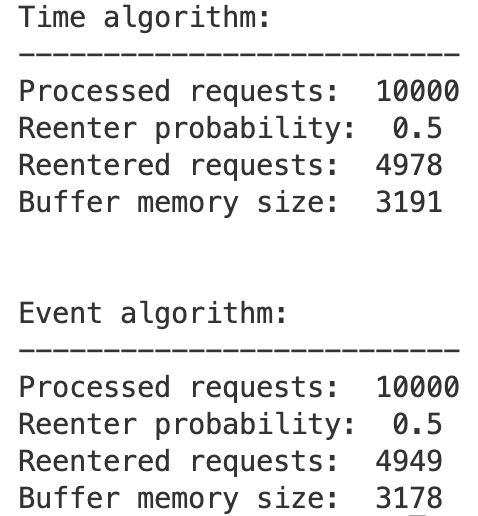 Time algorithm:
--------------------------
Processed requests:  10000
Reenter probability:  0.5
Reentered requests:  4978
Buffer memory size:  3191
Event algorithm:
--------------------------
Processed requests:  10000
Reenter probability:  0.5
Reentered requests:  4949
Buffer memory size:  3178